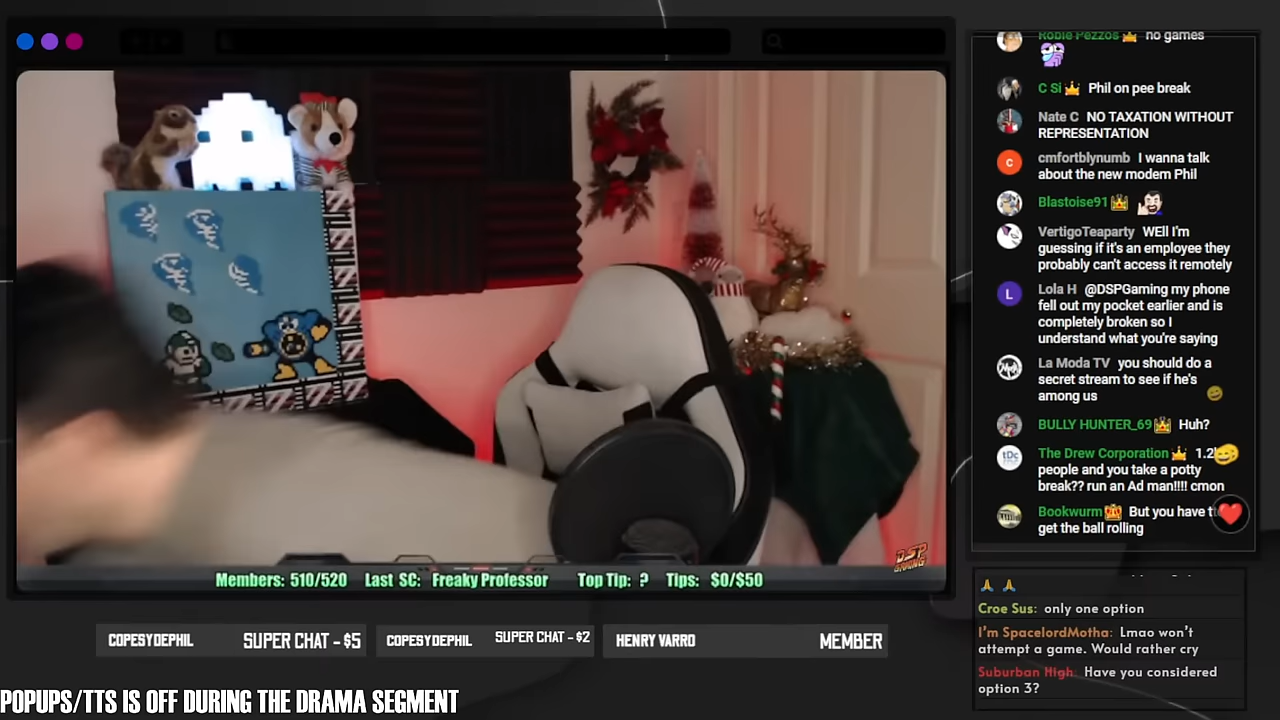 Robie Pezzos no games
C Si Phil on pee break
Nate C NO TAXATION WITHOUT
REPRESENTATION
cmfortblynumb I wanna talk
about the new modem Phil
Blastoise91
VertigoTeaparty WEll I'm
guessing if it's an employee they
probably can't access it remotely
Lola H @DSPGaming my phone
fell out my pocket earlier and is
completely broken so I
understand what you're saying
La Moda TV you should do a
secret stream to see if he's
among us
BULLY HUNTER_69 Huh?
The Drew Corporation
people and you take a potty
break?? run an Ad man!!!! cmon
Bookwurm But you have
get the ball rolling
DSP
GAMING
Members: 510/520 Last SC: Freaky Professor Top Tip: ? Tips: $0/$50
COPESYDEPHIL SUPER CHAT - $5
COPESYDEPHIL SUPER CHAT - $2
HENRY VARRO MEMBER
Croe Sus: only one option
I'm SpacelordMotha: Lmao won't
attempt a game. Would rather cry
Suburban High: Have you considered
option 3?
POPUPS/TTS IS OFF DURING THE DRAMA SEGMENT